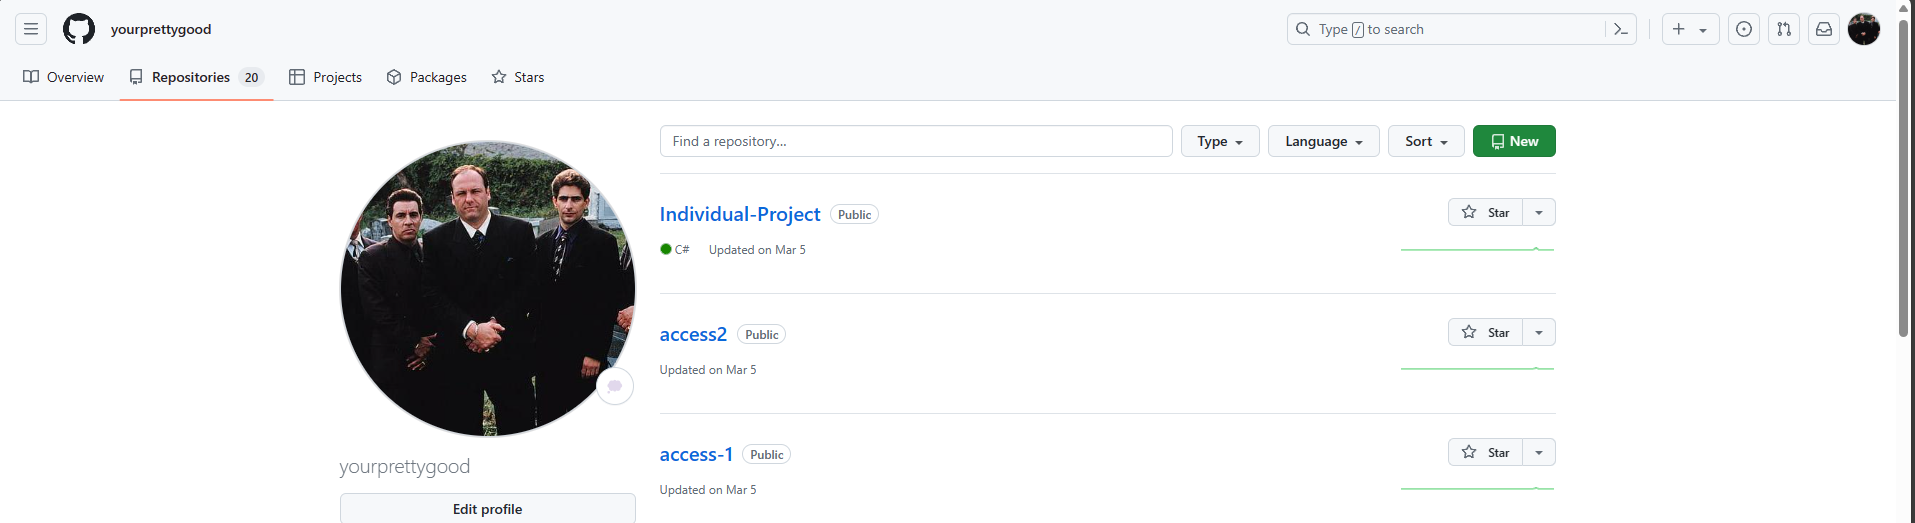 yourprettygood
Type / to search
Overview
Repositories 20
Projects
Packages
Stars
Find a repository...
Type
Language
Sort
New
Individual-Project Public
Star
C# Updated on Mar 5
access2 Public
Star
Updated on Mar 5
access-1 Public
Star
Updated on Mar 5
yourprettygood
Edit profile